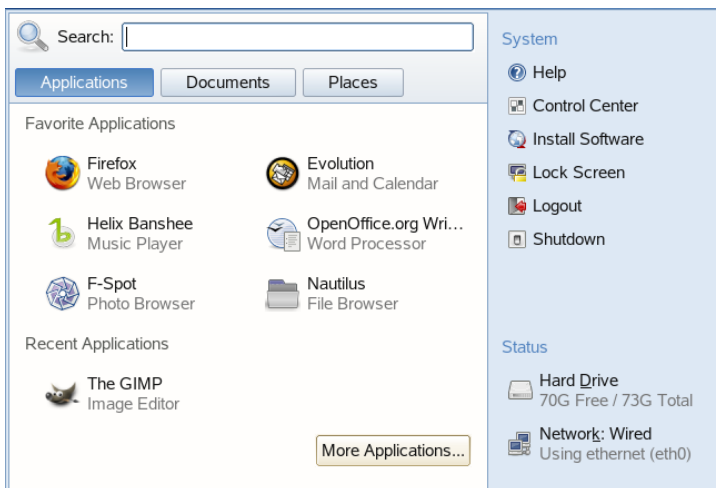 Search:
Applications Documents Places
Favorite Applications
Firefox
Web Browser
Evolution
Mail and Calendar
Helix Banshee
Music Player
OpenOffice.org Wri...
Word Processor
F-Spot
Photo Browser
Nautilus
File Browser
Recent Applications
The GIMP
Image Editor
More Applications...
System
Help
Control Center
Install Software
Lock Screen
Logout
Shutdown
Status
Hard Drive
70G Free / 73G Total
Network: Wired
Using ethernet (eth0)